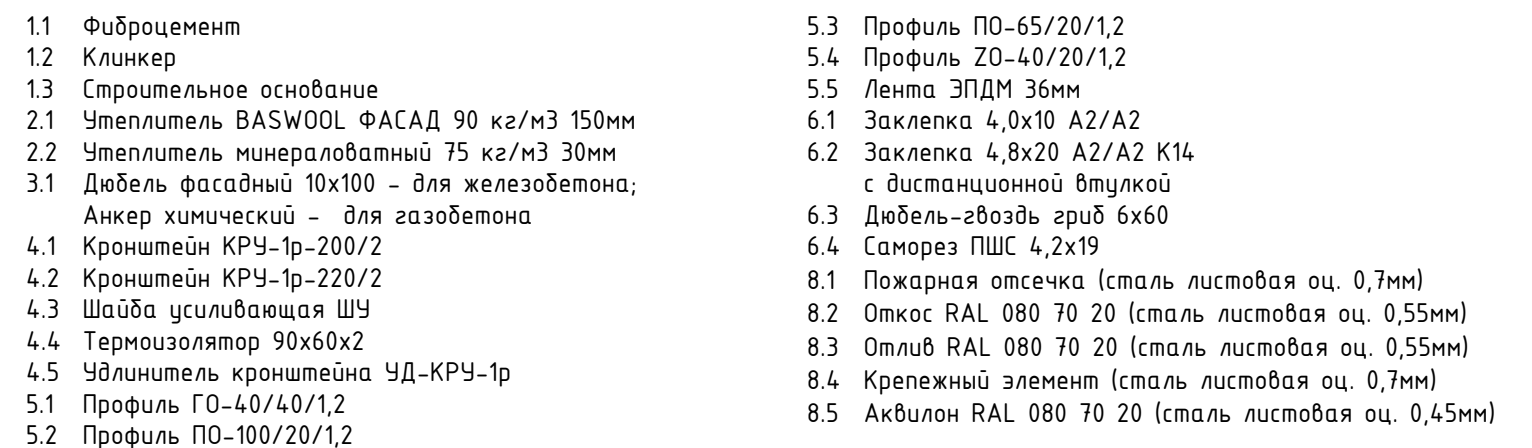 1.1 Фиброцемент
1.2 Клинкер
1.3 Строительное основание
2.1 Утеплитель BASWOOL ФАСАД 90 кг/м3 150мм
2.2 Утеплитель минераловатный 75 кг/м3 30мм
3.1 Дюбель фасадный 10х100 - для железобетона;
Анкер химический - для газобетона
4.1 Кронштейн КРУ-1р-200/2
4.2 Кронштейн КРУ-1р-220/2
4.3 Шайба усиливающая ШУ
4.4 Термоизолятор 90х60х2
4.5 Удлинитель кронштейна УД-КРУ-1р
5.1 Профиль ГО-40/40/1,2
5.2 Профиль ПО-100/20/1,2
5.3 Профиль ПО-65/20/1,2
5.4 Профиль ZO-40/20/1,2
5.5 Лента ЭПДМ 36мм
6.1 Заклепка 4,0х10 А2/А2
6.2 Заклепка 4,8х20 А2/А2 К14
с дистанционной втулкой
6.3 Дюбель-гвоздь гриб 6х60
6.4 Саморез ПШС 4,2х19
8.1 Пожарная отсечка (сталь листовая оц. 0,7мм)
8.2 Откос RAL 080 70 20 (сталь листовая оц. 0,55мм)
8.3 Отлив RAL 080 70 20 (сталь листовая оц. 0,55мм)
8.4 Крепежный элемент (сталь листовая оц. 0,7мм)
8.5 Аквилон RAL 080 70 20 (сталь листовая оц. 0,45мм)